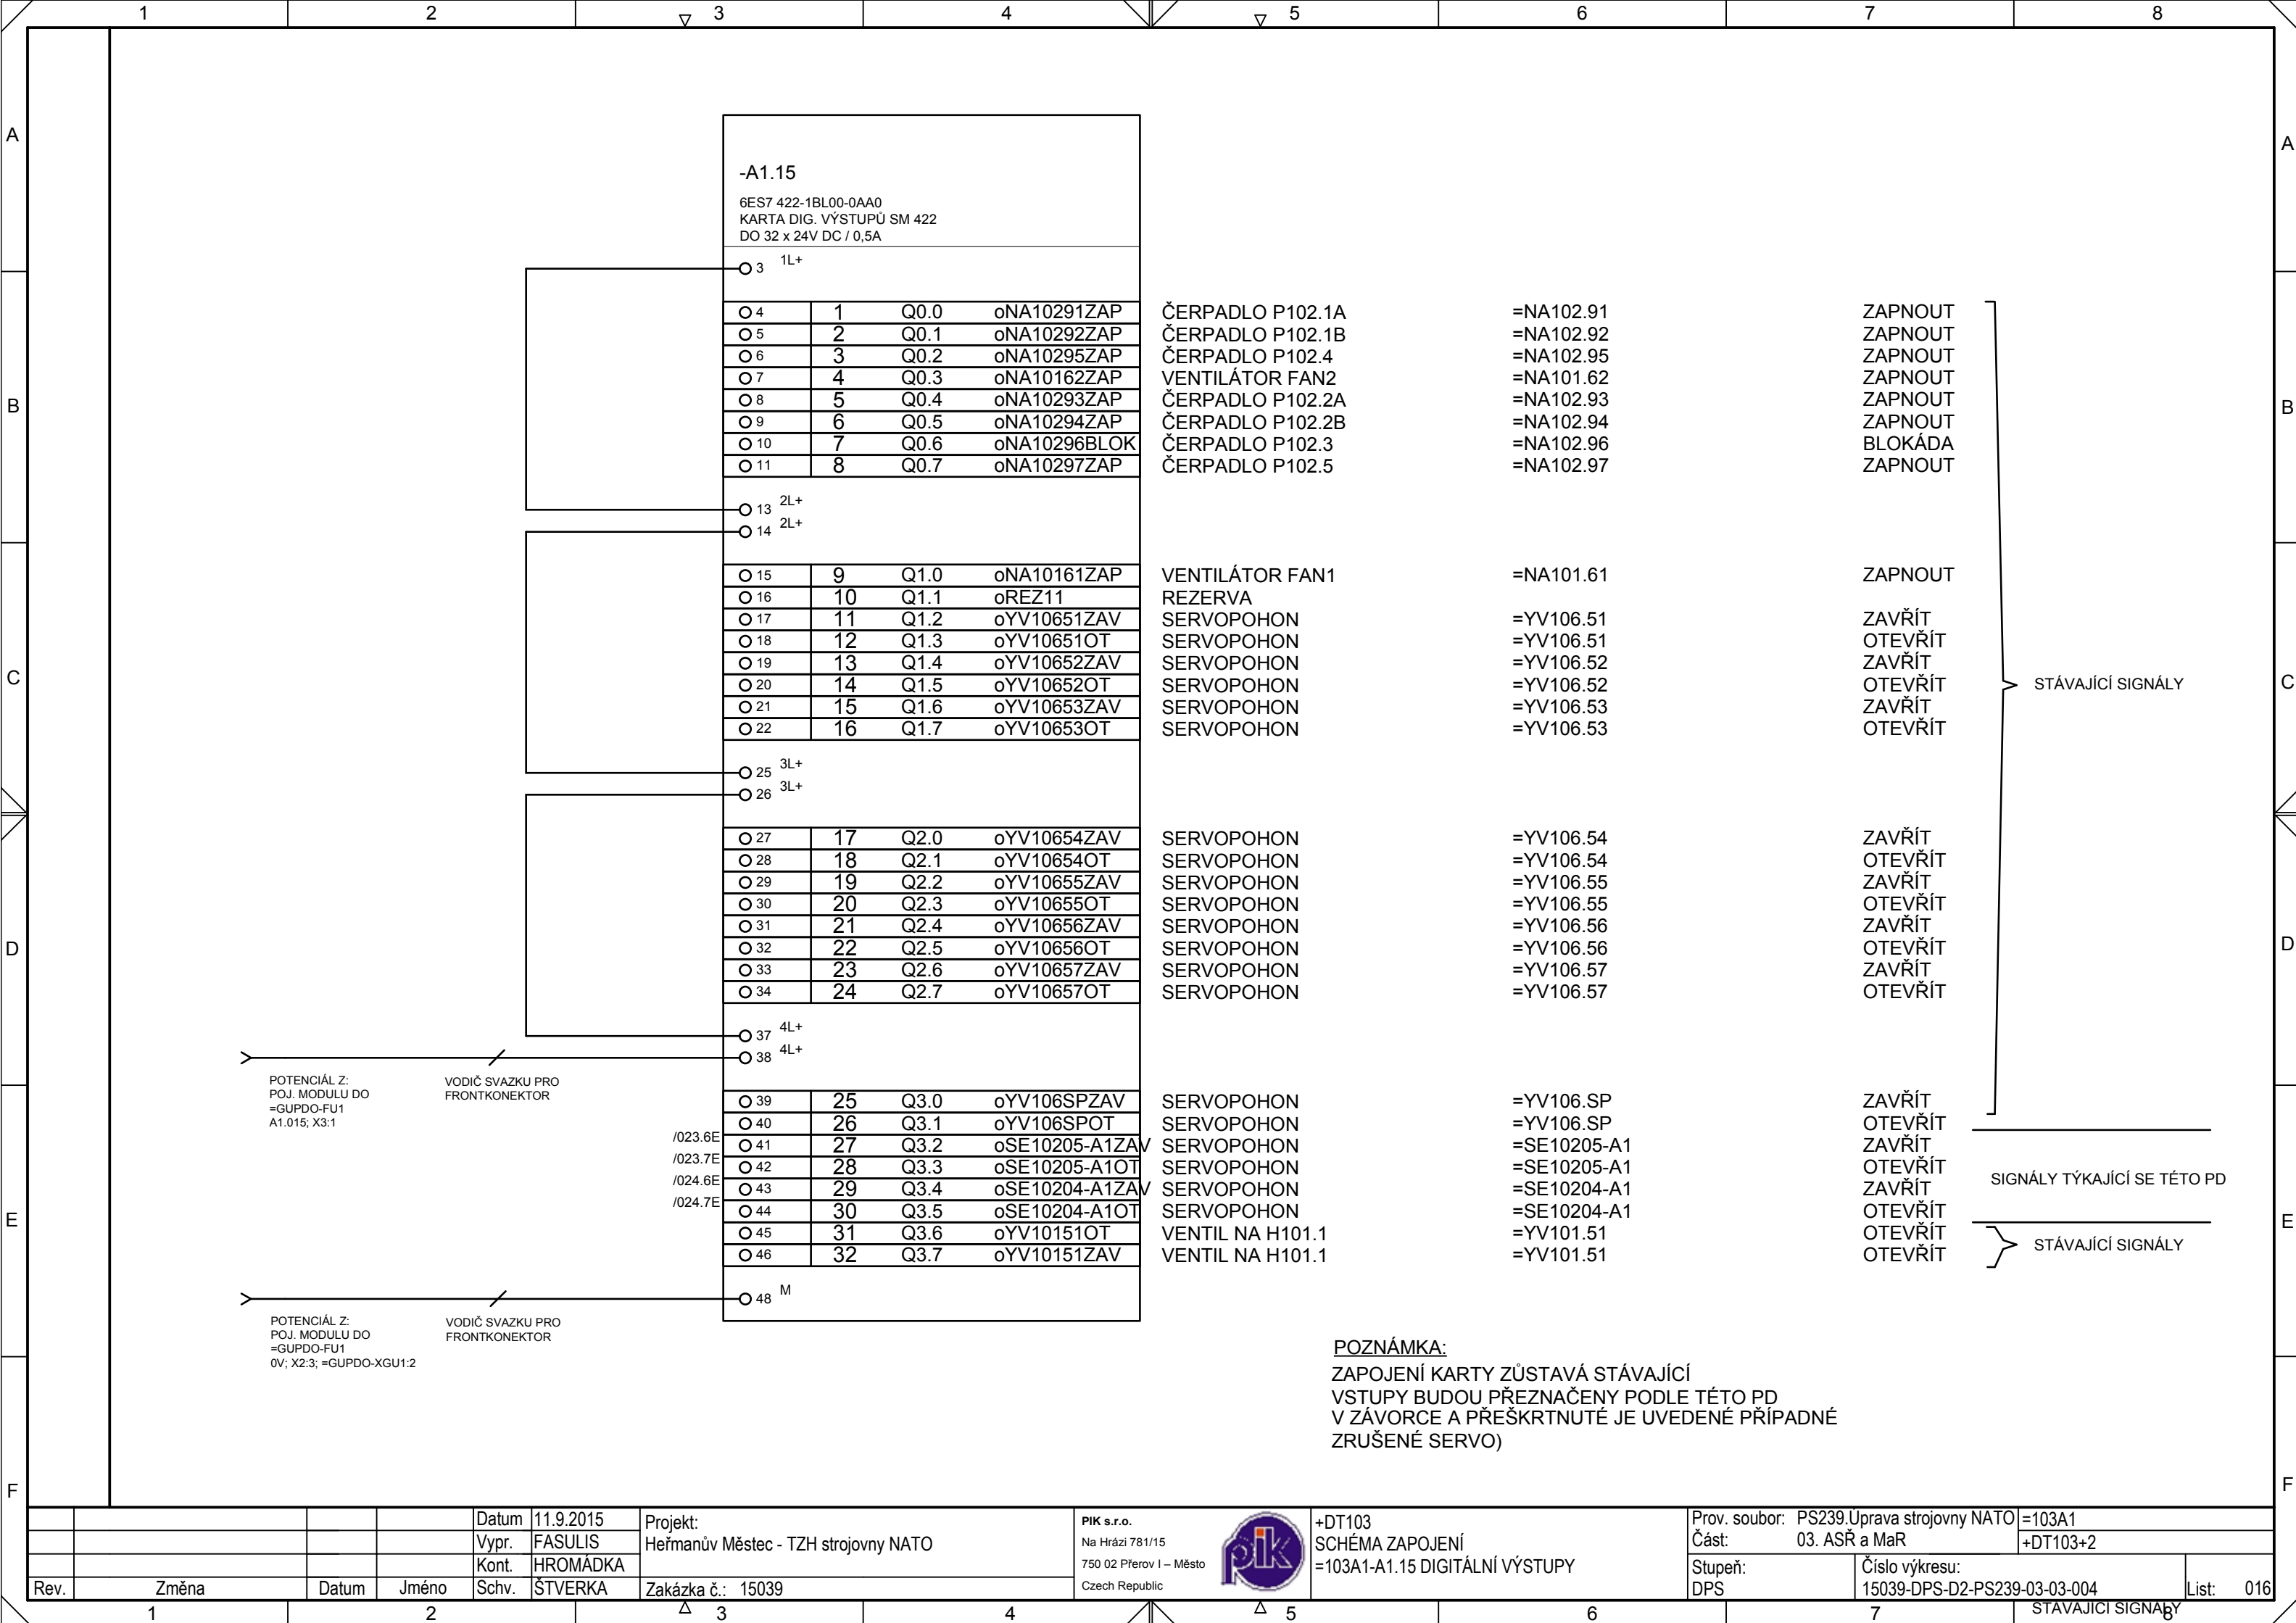 1 2 3 4 5 6 7 8
A A
B B
C C
D D
E E
F F
-A1.15
6ES7 422-1BL00-0AA0
KARTA DIG. VÝSTUPŮ SM 422
DO 32 x 24V DC / 0,5A
3 1L+
4 1 Q0.0 oNA10291ZAP ČERPADLO P102.1A =NA102.91 ZAPNOUT
5 2 Q0.1 oNA10292ZAP ČERPADLO P102.1B =NA102.92 ZAPNOUT
6 3 Q0.2 oNA10295ZAP ČERPADLO P102.4 =NA102.95 ZAPNOUT
7 4 Q0.3 oNA10162ZAP VENTILÁTOR FAN2 =NA101.62 ZAPNOUT
8 5 Q0.4 oNA10293ZAP ČERPADLO P102.2A =NA102.93 ZAPNOUT
9 6 Q0.5 oNA10294ZAP ČERPADLO P102.2B =NA102.94 ZAPNOUT
10 7 Q0.6 oNA10296BLOK ČERPADLO P102.3 =NA102.96 BLOKÁDA
11 8 Q0.7 oNA10297ZAP ČERPADLO P102.5 =NA102.97 ZAPNOUT
13 2L+
14 2L+
15 9 Q1.0 oNA10161ZAP VENTILÁTOR FAN1 =NA101.61 ZAPNOUT
16 10 Q1.1 oREZ11 REZERVA
17 11 Q1.2 oYV10651ZAV SERVOPOHON =YV106.51 ZAVŘÍT
18 12 Q1.3 oYV10651OT SERVOPOHON =YV106.51 OTEVŘÍT
19 13 Q1.4 oYV10652ZAV SERVOPOHON =YV106.52 ZAVŘÍT
20 14 Q1.5 oYV10652OT SERVOPOHON =YV106.52 OTEVŘÍT
STÁVAJÍCÍ SIGNÁLY
21 15 Q1.6 oYV10653ZAV SERVOPOHON =YV106.53 ZAVŘÍT
22 16 Q1.7 oYV10653OT SERVOPOHON =YV106.53 OTEVŘÍT
25 3L+
26 3L+
27 17 Q2.0 oYV10654ZAV SERVOPOHON =YV106.54 ZAVŘÍT
28 18 Q2.1 oYV10654OT SERVOPOHON =YV106.54 OTEVŘÍT
29 19 Q2.2 oYV10655ZAV SERVOPOHON =YV106.55 ZAVŘÍT
30 20 Q2.3 oYV10655OT SERVOPOHON =YV106.55 OTEVŘÍT
31 21 Q2.4 oYV10656ZAV SERVOPOHON =YV106.56 ZAVŘÍT
32 22 Q2.5 oYV10656OT SERVOPOHON =YV106.56 OTEVŘÍT
33 23 Q2.6 oYV10657ZAV SERVOPOHON =YV106.57 ZAVŘÍT
34 24 Q2.7 oYV10657OT SERVOPOHON =YV106.57 OTEVŘÍT
37 4L+
38 4L+
POTENCIÁL Z:
POJ. MODULU DO
=GUPDO-FU1
A1.015; X3:1
VODIČ SVAZKU PRO
FRONTKONEKTOR
39 25 Q3.0 oYV106SPZAV SERVOPOHON =YV106.SP ZAVŘÍT
40 26 Q3.1 oYV106SPOT SERVOPOHON =YV106.SP OTEVŘÍT
/023.6E 41 27 Q3.2 oSE10205-A1ZAV SERVOPOHON =SE10205-A1 ZAVŘÍT
/023.7E 42 28 Q3.3 oSE10205-A1OT SERVOPOHON =SE10205-A1 OTEVŘÍT
SIGNÁLY TÝKAJÍCÍ SE TÉTO PD
/024.6E 43 29 Q3.4 oSE10204-A1ZAV SERVOPOHON =SE10204-A1 ZAVŘÍT
/024.7E 44 30 Q3.5 oSE10204-A1OT SERVOPOHON =SE10204-A1 OTEVŘÍT
45 31 Q3.6 oYV10151OT VENTIL NA H101.1 =YV101.51 OTEVŘÍT
STÁVAJÍCÍ SIGNÁLY
46 32 Q3.7 oYV10151ZAV VENTIL NA H101.1 =YV101.51 OTEVŘÍT
48 M
POTENCIÁL Z:
POJ. MODULU DO
=GUPDO-FU1
0V; X2:3; =GUPDO-XGU1:2
VODIČ SVAZKU PRO
FRONTKONEKTOR
POZNÁMKA:
ZAPOJENÍ KARTY ZŮSTAVÁ STÁVAJÍCÍ
VSTUPY BUDOU PŘEZNAČENY PODLE TÉTO PD
V ZÁVORCE A PŘEŠKRTNUTÉ JE UVEDENÉ PŘÍPADNÉ
ZRUŠENÉ SERVO)
Rev. Změna Datum Jméno
Datum 11.9.2015
Vypr. FASULIS
Kont. HROMÁDKA
Schv. ŠTVERKA
Projekt:
Heřmanův Městec - TZH strojovny NATO
Zakázka č.: 15039
PIK s.r.o.
Na Hrázi 781/15
750 02 Přerov I – Město
Czech Republic
pik
+DT103
SCHÉMA ZAPOJENÍ
=103A1-A1.15 DIGITÁLNÍ VÝSTUPY
Prov. soubor: PS239.Úprava strojovny NATO
Část: 03. ASŘ a MaR
=103A1
+DT103+2
Stupeň:
DPS
Číslo výkresu:
15039-DPS-D2-PS239-03-03-004
List: 016
1 2 3 4 5 6 7 8
STÁVAJÍCÍ SIGNÁLY